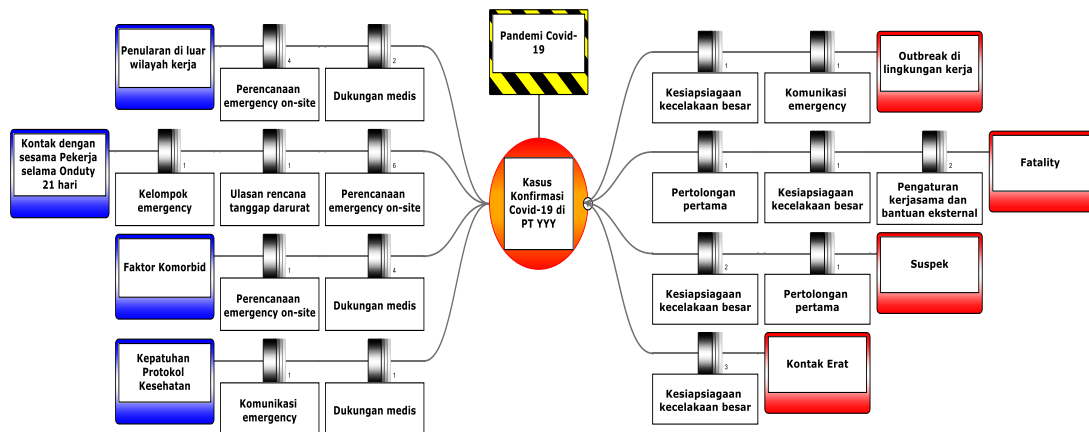 Pandemi Covid-
19
Penularan di luar
wilayah kerja
4
Perencanaan
emergency on-site
2
Dukungan medis
Kontak dengan
sesama Pekerja
selama Onduty
21 hari
1
Kelompok
emergency
1
Ulasan rencana
tanggap darurat
6
Perencanaan
emergency on-site
Faktor Komorbid
1
Perencanaan
emergency on-site
4
Dukungan medis
Kepatuhan
Protokol
Kesehatan
1
Komunikasi
emergency
1
Dukungan medis
Kasus
Konfirmasi
Covid-19 di
PT YYY
1
Kesiapsiagaan
kecelakaan besar
1
Komunikasi
emergency
Outbreak di
lingkungan kerja
1
Pertolongan
pertama
1
Kesiapsiagaan
kecelakaan besar
2
Pengaturan
kerjasama dan
bantuan eksternal
Fatality
2
Kesiapsiagaan
kecelakaan besar
1
Pertolongan
pertama
Suspek
3
Kesiapsiagaan
kecelakaan besar
Kontak Erat